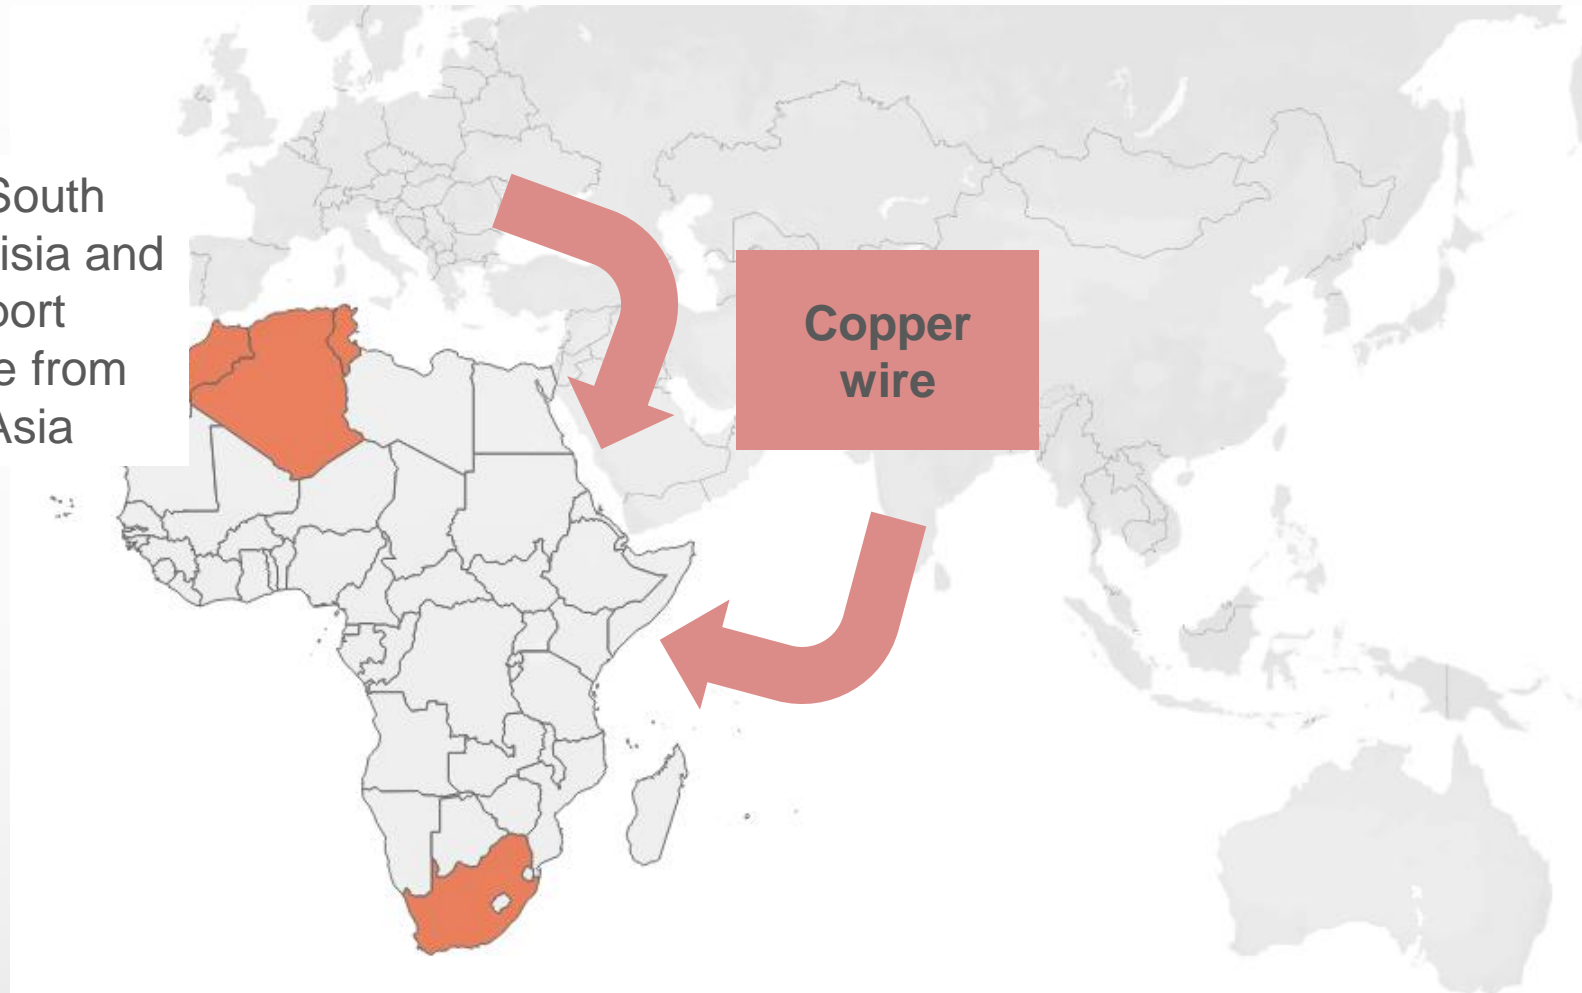 South
isia and
port
e from
Asia
Copper
wire